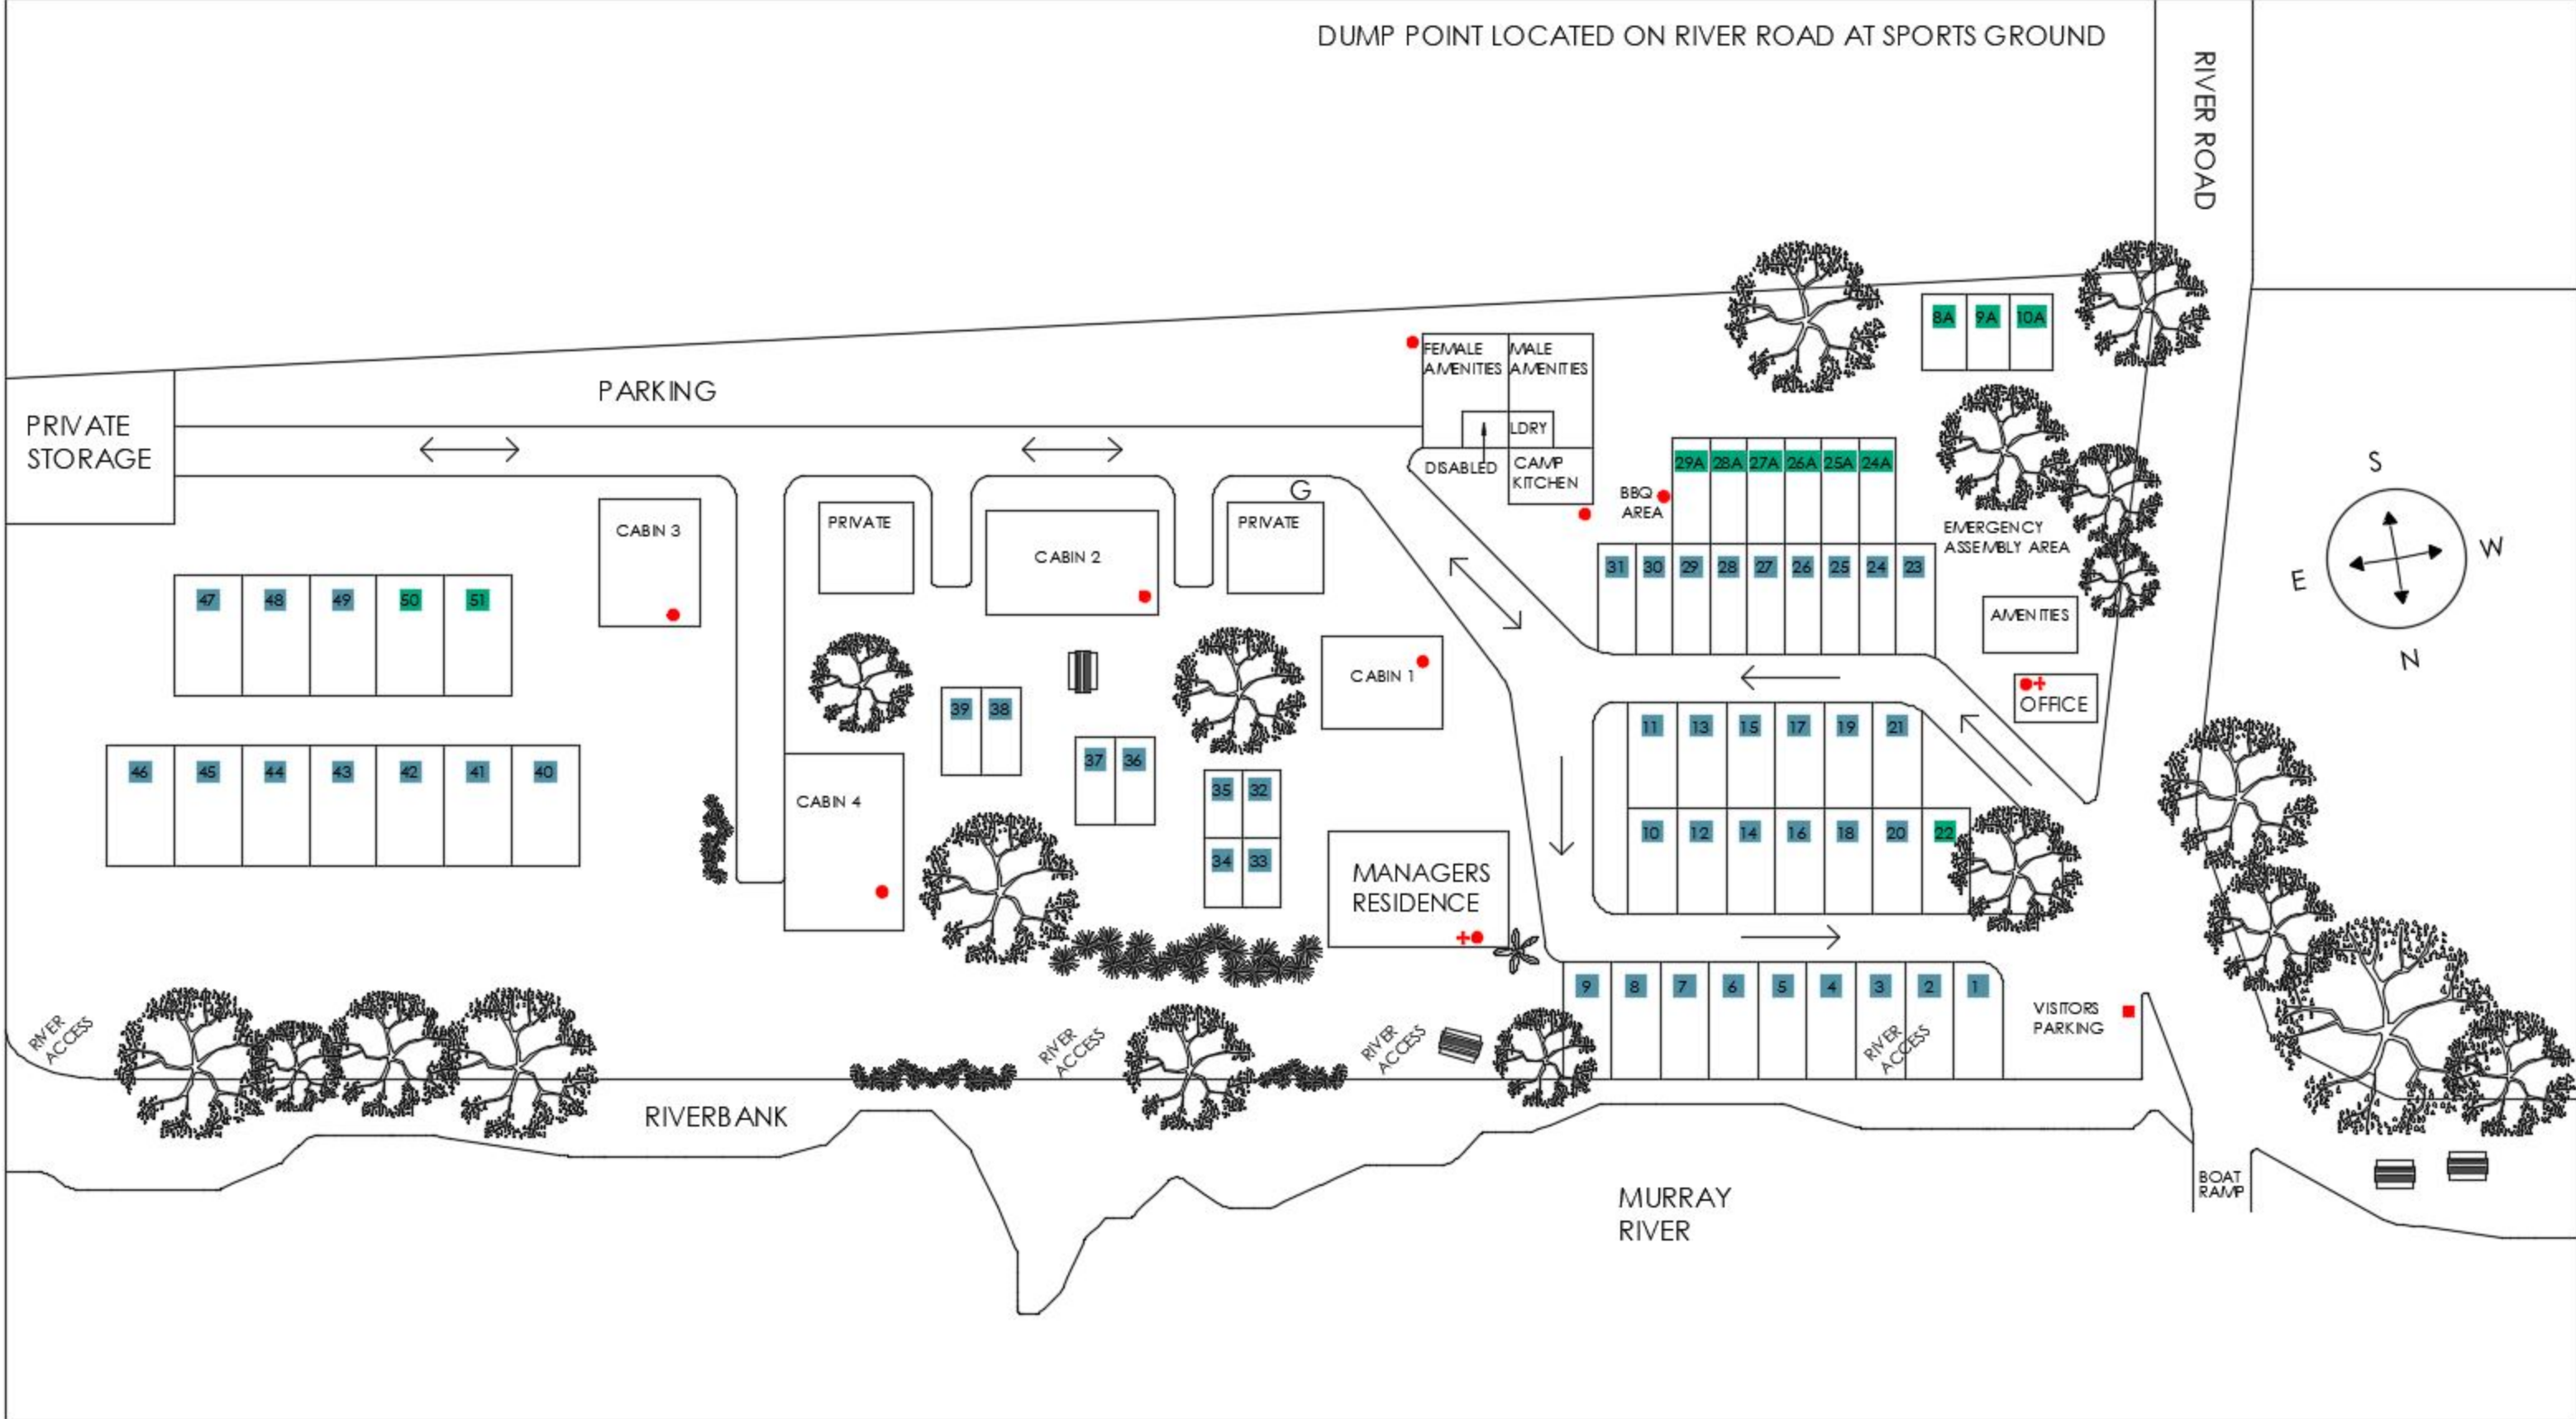 DUMP POINT LOCATED ON RIVER ROAD AT SPORTS GROUND
RIVER ROAD
8A 9A 10A
FEMALE
AMENITIES
MALE
AMENITIES
PARKING
PRIVATE
STORAGE
LDRY
DISABLED
CAMP
KITCHEN
29A 28A 27A 26A 25A 24A
BBQ
AREA
G
S
W
E
N
CABIN 3
PRIVATE
CABIN 2
PRIVATE
EMERGENCY
ASSEMBLY AREA
31 30 29 28 27 26 25 24 23
47 48 49 50 51
AMENITIES
CABIN 1
OFFICE
39 38
11 13 15 17 19 21
37 36
46 45 44 43 42 41 40
35 32
CABIN 4
10 12 14 16 18 20 22
34 33
MANAGERS
RESIDENCE
9 8 7 6 5 4 3 2 1
VISITORS
PARKING
RIVER
ACCESS
RIVER
ACCESS
RIVER
ACCESS
RIVER
ACCESS
RIVERBANK
BOAT
RAMP
MURRAY
RIVER